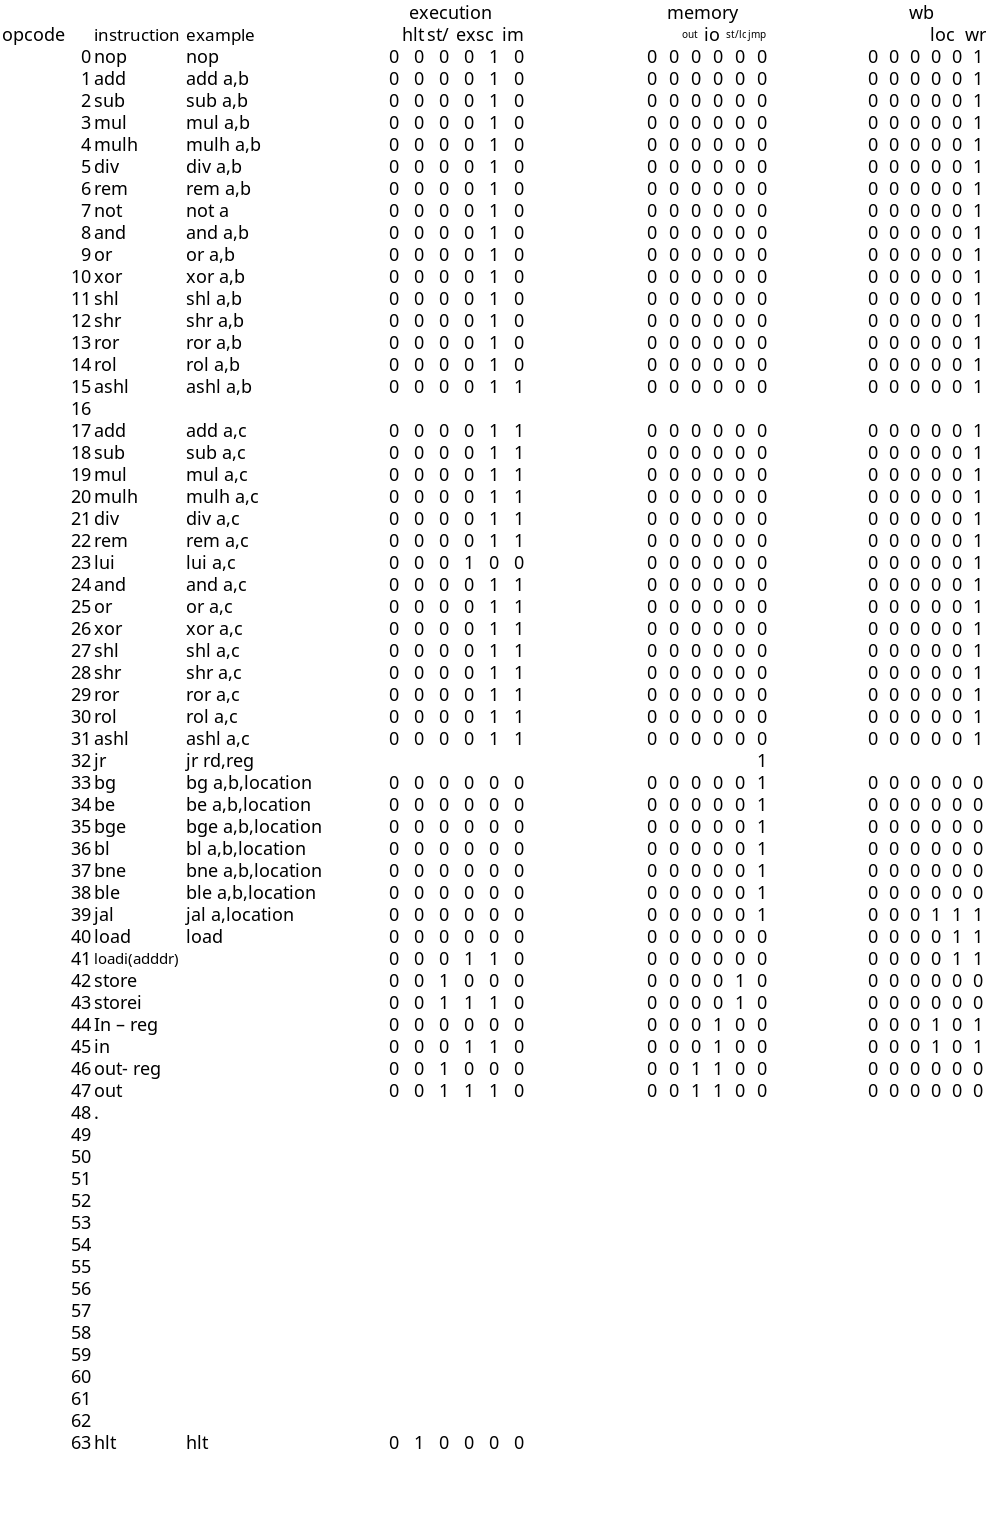 execution memory wb
opcode instruction example hlt st/ exsc im out io st/lc jmp loc wr
0 nop nop 0 0 0 0 1 0 0 0 0 0 0 0 0 0 0 0 0 1
1 add add a,b 0 0 0 0 1 0 0 0 0 0 0 0 0 0 0 0 0 1
2 sub sub a,b 0 0 0 0 1 0 0 0 0 0 0 0 0 0 0 0 0 1
3 mul mul a,b 0 0 0 0 1 0 0 0 0 0 0 0 0 0 0 0 0 1
4 mulh mulh a,b 0 0 0 0 1 0 0 0 0 0 0 0 0 0 0 0 0 1
5 div div a,b 0 0 0 0 1 0 0 0 0 0 0 0 0 0 0 0 0 1
6 rem rem a,b 0 0 0 0 1 0 0 0 0 0 0 0 0 0 0 0 0 1
7 not not a 0 0 0 0 1 0 0 0 0 0 0 0 0 0 0 0 0 1
8 and and a,b 0 0 0 0 1 0 0 0 0 0 0 0 0 0 0 0 0 1
9 or or a,b 0 0 0 0 1 0 0 0 0 0 0 0 0 0 0 0 0 1
10 xor xor a,b 0 0 0 0 1 0 0 0 0 0 0 0 0 0 0 0 0 1
11 shl shl a,b 0 0 0 0 1 0 0 0 0 0 0 0 0 0 0 0 0 1
12 shr shr a,b 0 0 0 0 1 0 0 0 0 0 0 0 0 0 0 0 0 1
13 ror ror a,b 0 0 0 0 1 0 0 0 0 0 0 0 0 0 0 0 0 1
14 rol rol a,b 0 0 0 0 1 0 0 0 0 0 0 0 0 0 0 0 0 1
15 ashl ashl a,b 0 0 0 0 1 1 0 0 0 0 0 0 0 0 0 0 0 1
16
17 add add a,c 0 0 0 0 1 1 0 0 0 0 0 0 0 0 0 0 0 1
18 sub sub a,c 0 0 0 0 1 1 0 0 0 0 0 0 0 0 0 0 0 1
19 mul mul a,c 0 0 0 0 1 1 0 0 0 0 0 0 0 0 0 0 0 1
20 mulh mulh a,c 0 0 0 0 1 1 0 0 0 0 0 0 0 0 0 0 0 1
21 div div a,c 0 0 0 0 1 1 0 0 0 0 0 0 0 0 0 0 0 1
22 rem rem a,c 0 0 0 0 1 1 0 0 0 0 0 0 0 0 0 0 0 1
23 lui lui a,c 0 0 0 1 0 0 0 0 0 0 0 0 0 0 0 0 0 1
24 and and a,c 0 0 0 0 1 1 0 0 0 0 0 0 0 0 0 0 0 1
25 or or a,c 0 0 0 0 1 1 0 0 0 0 0 0 0 0 0 0 0 1
26 xor xor a,c 0 0 0 0 1 1 0 0 0 0 0 0 0 0 0 0 0 1
27 shl shl a,c 0 0 0 0 1 1 0 0 0 0 0 0 0 0 0 0 0 1
28 shr shr a,c 0 0 0 0 1 1 0 0 0 0 0 0 0 0 0 0 0 1
29 ror ror a,c 0 0 0 0 1 1 0 0 0 0 0 0 0 0 0 0 0 1
30 rol rol a,c 0 0 0 0 1 1 0 0 0 0 0 0 0 0 0 0 0 1
31 ashl ashl a,c 0 0 0 0 1 1 0 0 0 0 0 0 0 0 0 0 0 1
32 jr jr rd,reg 1
33 bg bg a,b,location 0 0 0 0 0 0 0 0 0 0 0 1 0 0 0 0 0 0
34 be be a,b,location 0 0 0 0 0 0 0 0 0 0 0 1 0 0 0 0 0 0
35 bge bge a,b,location 0 0 0 0 0 0 0 0 0 0 0 1 0 0 0 0 0 0
36 bl bl a,b,location 0 0 0 0 0 0 0 0 0 0 0 1 0 0 0 0 0 0
37 bne bne a,b,location 0 0 0 0 0 0 0 0 0 0 0 1 0 0 0 0 0 0
38 ble ble a,b,location 0 0 0 0 0 0 0 0 0 0 0 1 0 0 0 0 0 0
39 jal jal a,location 0 0 0 0 0 0 0 0 0 0 0 1 0 0 0 1 1 1
40 load load 0 0 0 0 0 0 0 0 0 0 0 0 0 0 0 0 1 1
41 loadi(adddr) 0 0 0 1 1 0 0 0 0 0 0 0 0 0 0 0 1 1
42 store 0 0 1 0 0 0 0 0 0 0 1 0 0 0 0 0 0 0
43 storei 0 0 1 1 1 0 0 0 0 0 1 0 0 0 0 0 0 0
44 In – reg 0 0 0 0 0 0 0 0 0 1 0 0 0 0 0 1 0 1
45 in 0 0 0 1 1 0 0 0 0 1 0 0 0 0 0 1 0 1
46 out- reg 0 0 1 0 0 0 0 0 1 1 0 0 0 0 0 0 0 0
47 out 0 0 1 1 1 0 0 0 1 1 0 0 0 0 0 0 0 0
48 .
49
50
51
52
53
54
55
56
57
58
59
60
61
62
63 hlt hlt 0 1 0 0 0 0